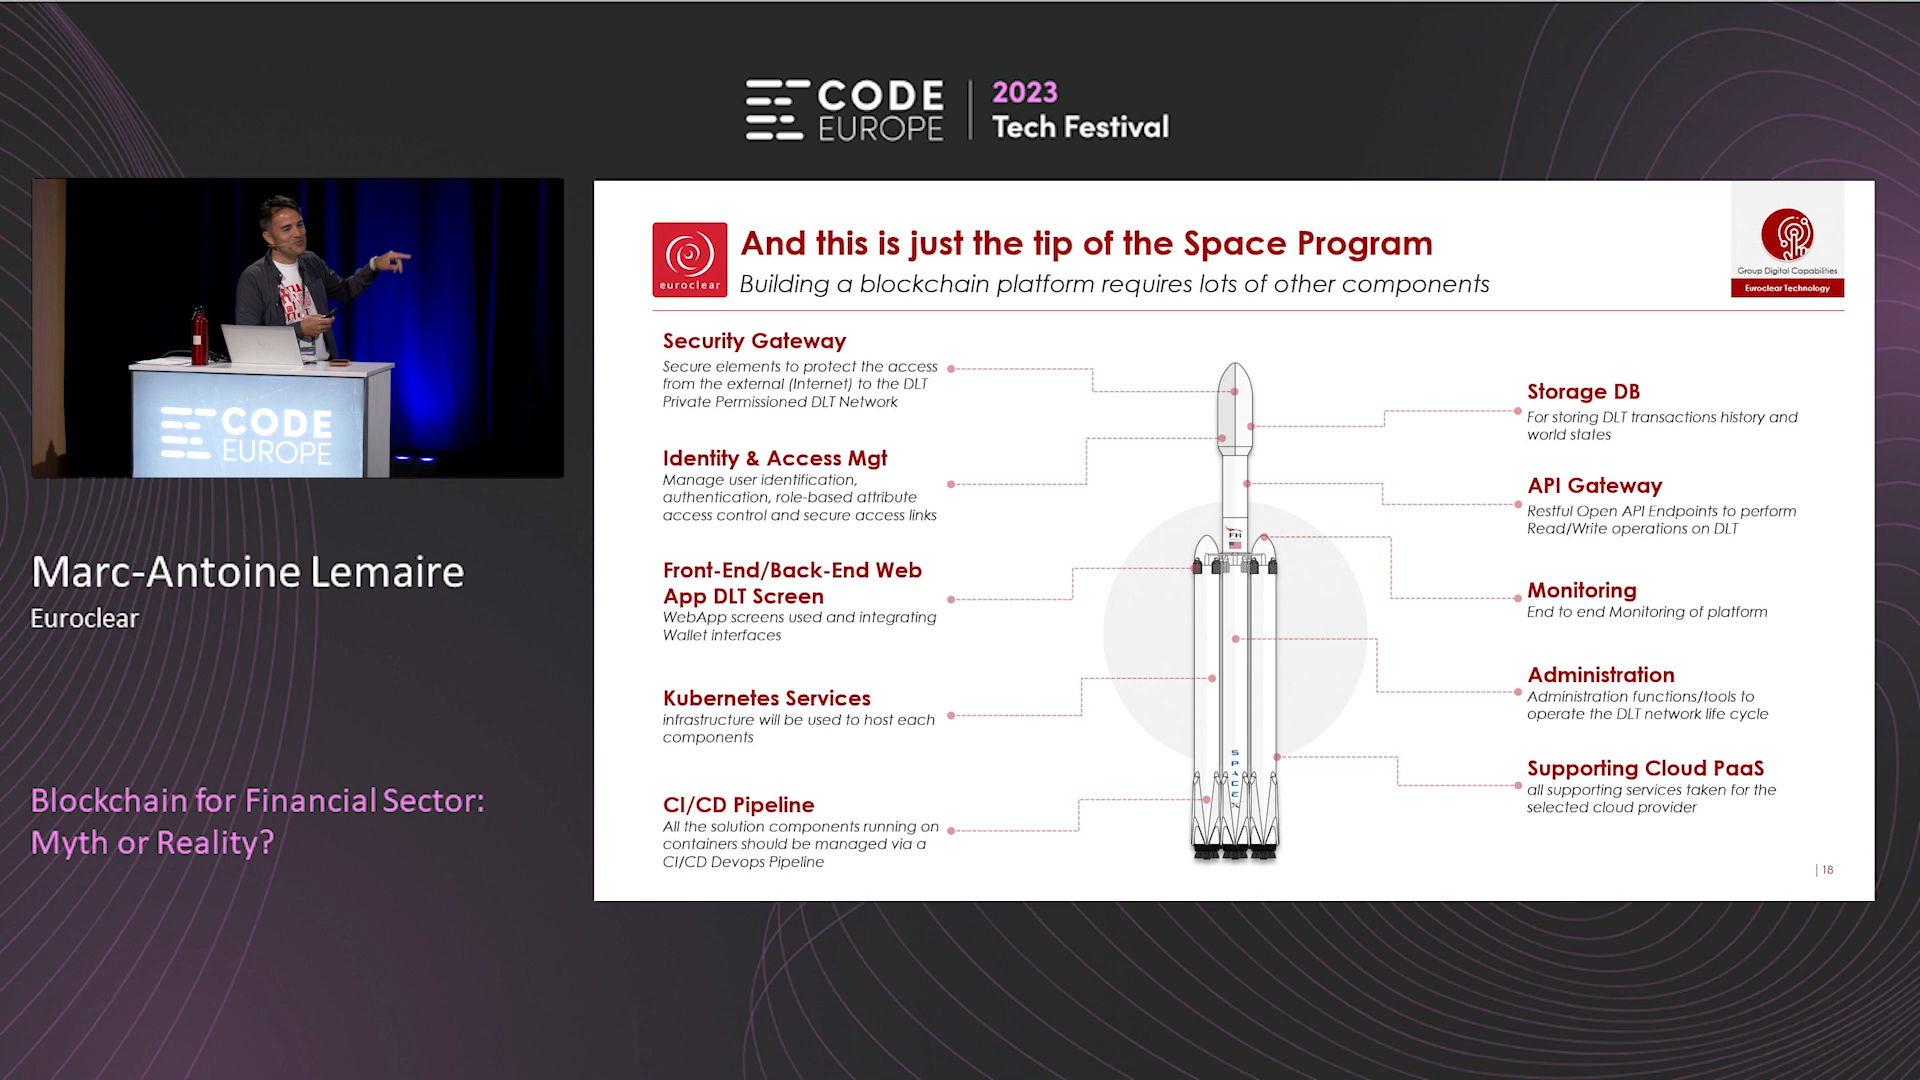 CODE
EUROPE
2023
Tech Festival
CODE
EUROPE
Marc-Antoine Lemaire
Euroclear
Blockchain for Financial Sector:
Myth or Reality?
euroclear
And this is just the tip of the Space Program
Building a blockchain platform requires lots of other components
Group Digital Capabilities
Euroclear Technology
Security Gateway
Secure elements to protect the access
from the external (Internet) to the DLT
Private Permissioned DLT Network
Identity & Access Mgt
Manage user identification,
authentication, role-based attribute
access control and secure access links
Front-End/Back-End Web
App DLT Screen
WebApp screens used and integrating
Wallet interfaces
Kubernetes Services
infrastructure will be used to host each
components
CI/CD Pipeline
All the solution components running on
containers should be managed via a
CI/CD Devops Pipeline
FH
SPACEX
Storage DB
For storing DLT transactions history and
world states
API Gateway
Restful Open API Endpoints to perform
Read/Write operations on DLT
Monitoring
End to end Monitoring of platform
Administration
Administration functions/tools to
operate the DLT network life cycle
Supporting Cloud PaaS
all supporting services taken for the
selected cloud provider
| 18